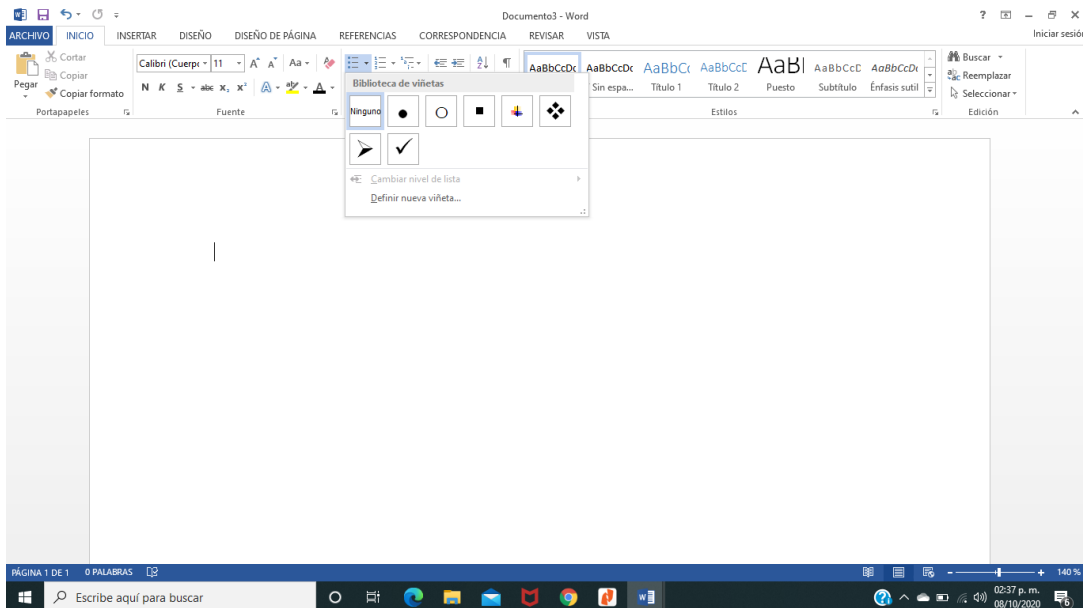 Documento3 - Word
ARCHIVO INICIO INSERTAR DISEÑO DISEÑO DE PÁGINA REFERENCIAS CORRESPONDENCIA REVISAR VISTA
Iniciar sesió
Pegar
Cortar
Copiar
Copiar formato
Portapapeles
Calibri (Cuerpo 11
Aa
N K S abc x₂ x²
A A
Fuente
Biblioteca de viñetas
Ninguno
Cambiar nivel de lista
Definir nueva viñeta...
AaBbCcDc AaBbCcDc AaBbCc AaBbCcD AaBl AaBbCcD AaBbCcDc
Sin espa... Título 1 Título 2 Puesto Subtítulo Énfasis sutil
Estilos
Buscar
Reemplazar
Seleccionar
Edición
PÁGINA 1 DE 1 0 PALABRAS
140 %
Escribe aquí para buscar
02:37 p. m.
08/10/2020
6